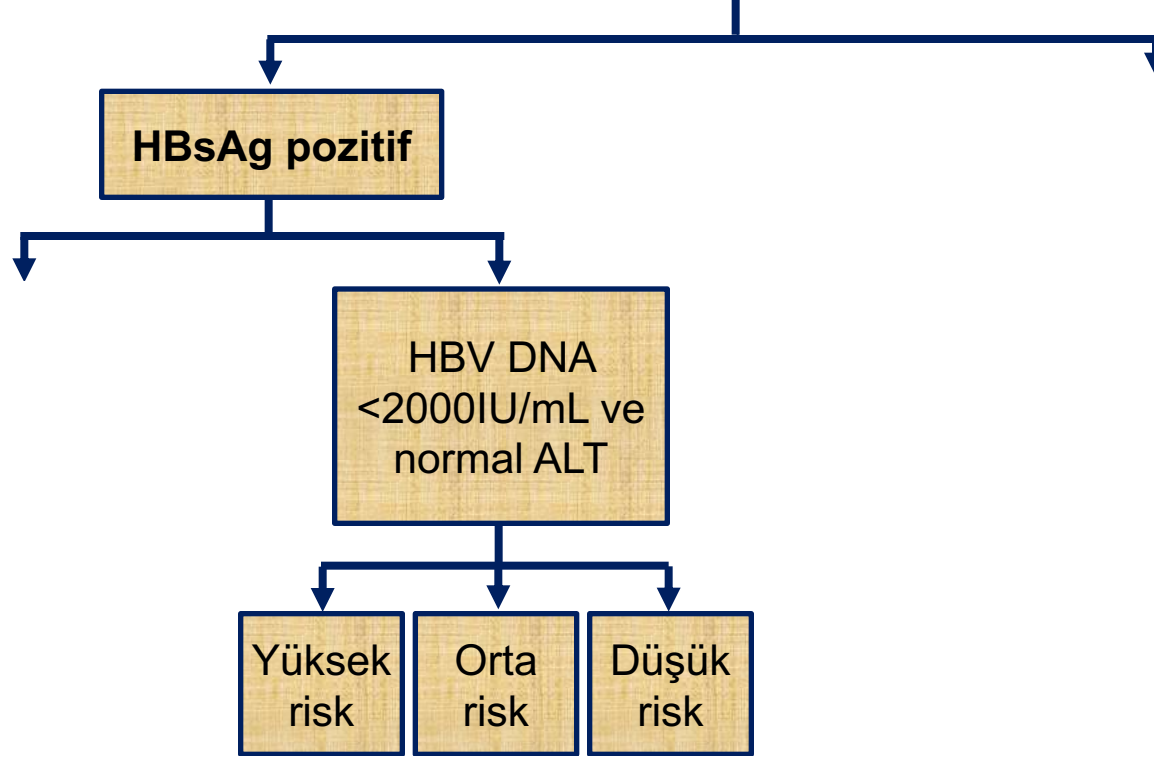 HBsAg pozitif
HBV DNA
<2000IU/mL ve
normal ALT
Yüksek
risk
Orta
risk
Düşük
risk